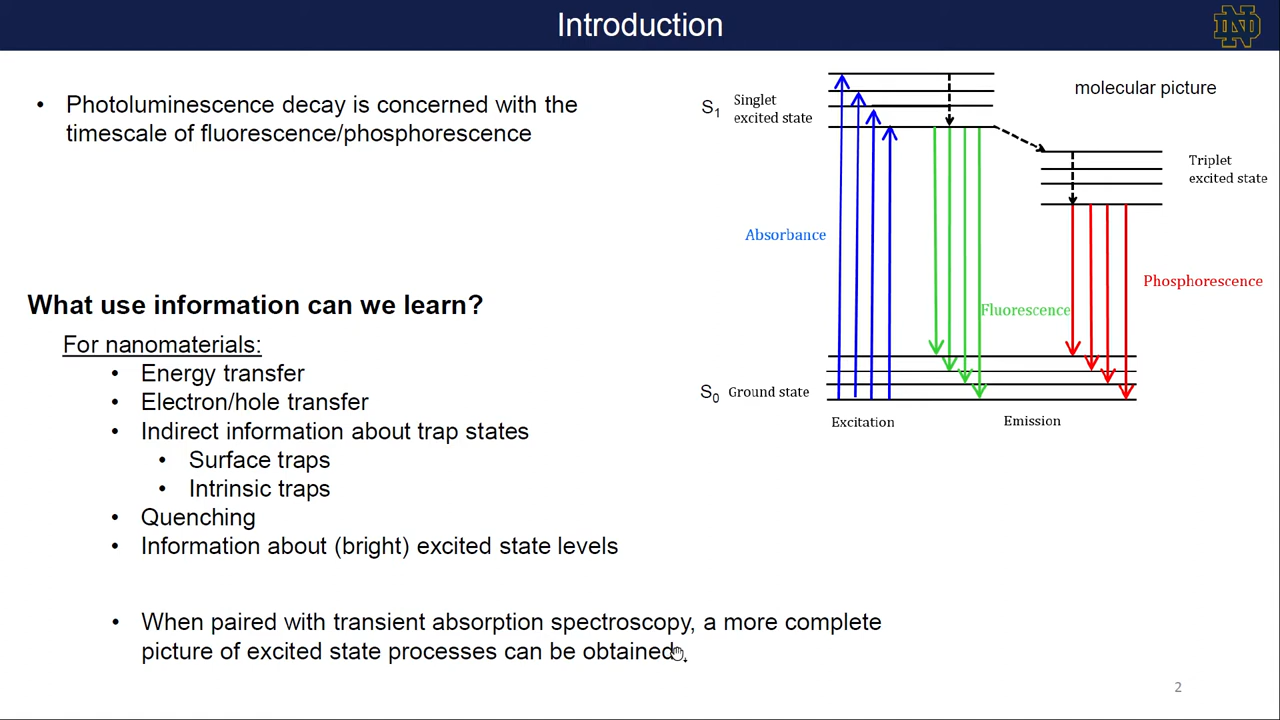 Introduction
ND
• Photoluminescence decay is concerned with the
timescale of fluorescence/phosphorescence
What use information can we learn?
For nanomaterials:
• Energy transfer
• Electron/hole transfer
• Indirect information about trap states
• Surface traps
• Intrinsic traps
• Quenching
• Information about (bright) excited state levels
• When paired with transient absorption spectroscopy, a more complete
picture of excited state processes can be obtained.
molecular picture
S₁
Singlet
excited state
Triplet
excited state
Absorbance
Phosphorescence
Fluorescence
S₀ Ground state
Excitation
Emission
2